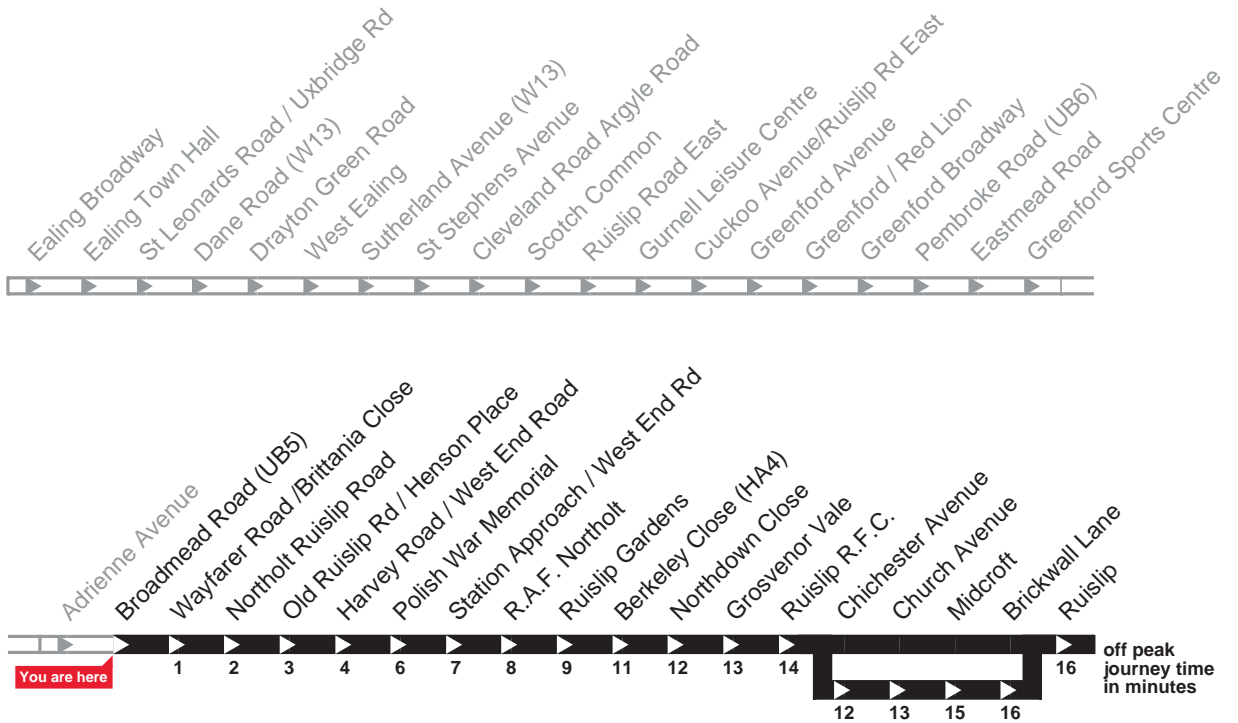 Ealing Broadway
Ealing Town Hall
St Leonards Road / Uxbridge Rd
Dane Road (W13)
Drayton Green Road
West Ealing
Sutherland Avenue (W13)
St Stephens Avenue
Cleveland Road Argyle Road
Scotch Common
Ruislip Road East
Gurnell Leisure Centre
Cuckoo Avenue/Ruislip Rd East
Greenford Avenue
Greenford / Red Lion
Greenford Broadway
Pembroke Road (UB6)
Eastmead Road
Greenford Sports Centre
Adrienne Avenue
Broadmead Road (UB5)
Wayfarer Road /Brittania Close
Northolt Ruislip Road
Old Ruislip Rd / Henson Place
Harvey Road / West End Road
Polish War Memorial
Station Approach / West End Rd
R.A.F. Northolt
Ruislip Gardens
Berkeley Close (HA4)
Northdown Close
Grosvenor Vale
Ruislip R.F.C.
Chichester Avenue
Church Avenue
Midcroft
Brickwall Lane
Ruislip
You are here
1 2 3 4 6 7 8 9 11 12 13 14 16
12 13 15 16
off peak
journey time
in minutes